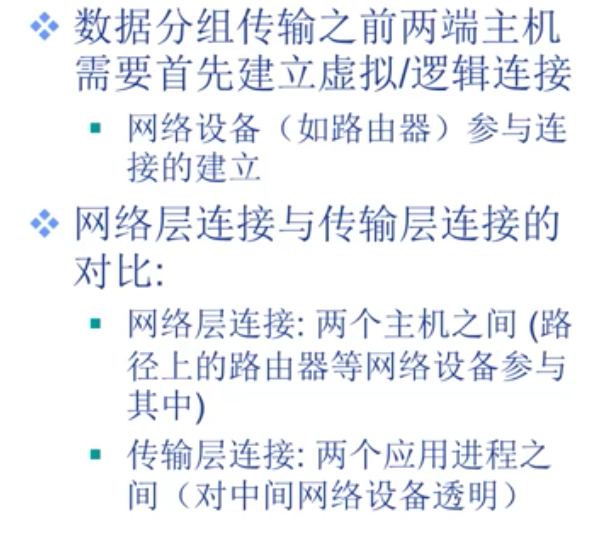 数据分组传输之前两端主机
需要首先建立虚拟/逻辑连接
网络设备（如路由器）参与连
接的建立
网络层连接与传输层连接的
对比:
网络层连接: 两个主机之间 (路
径上的路由器等网络设备参与
其中)
传输层连接: 两个应用进程之
间（对中间网络设备透明）